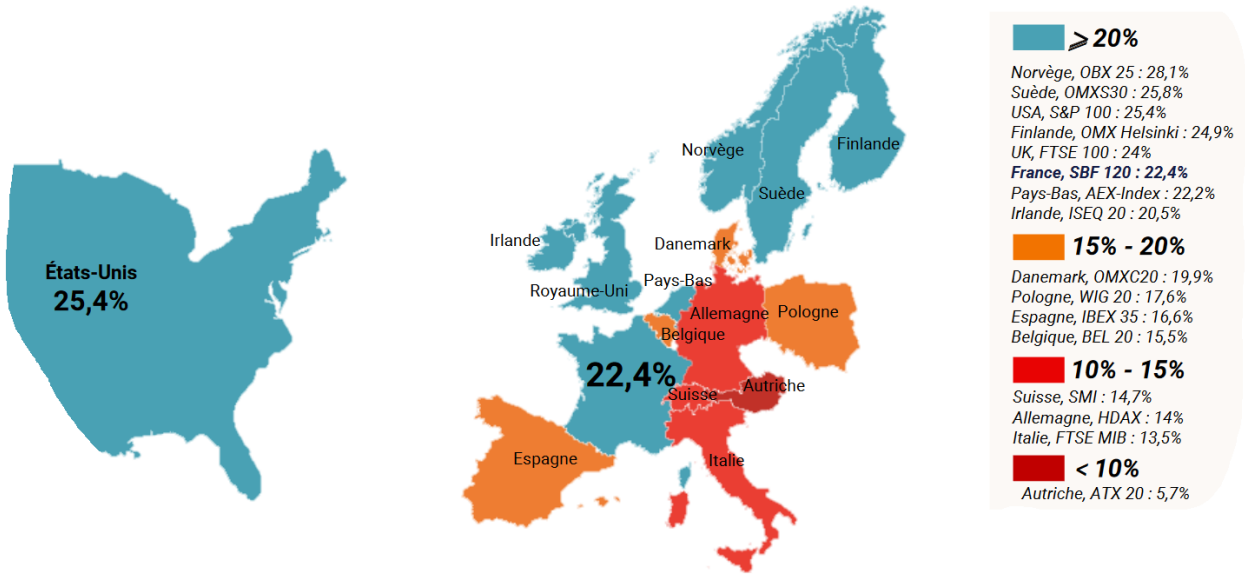 États-Unis
25,4%
Norvège
Finlande
Suède
Irlande
Danemark
Royaume-Uni
Pays-Bas
Allemagne
Pologne
Belgique
22,4%
Suisse
Autriche
Espagne
Italie
⩾ 20%
Norvège, OBX 25 : 28,1%
Suède, OMXS30 : 25,8%
USA, S&P 100 : 25,4%
Finlande, OMX Helsinki : 24,9%
UK, FTSE 100 : 24%
France, SBF 120 : 22,4%
Pays-Bas, AEX-Index : 22,2%
Irlande, ISEQ 20 : 20,5%
15% - 20%
Danemark, OMXC20 : 19,9%
Pologne, WIG 20 : 17,6%
Espagne, IBEX 35 : 16,6%
Belgique, BEL 20 : 15,5%
10% - 15%
Suisse, SMI : 14,7%
Allemagne, HDAX : 14%
Italie, FTSE MIB : 13,5%
< 10%
Autriche, ATX 20 : 5,7%